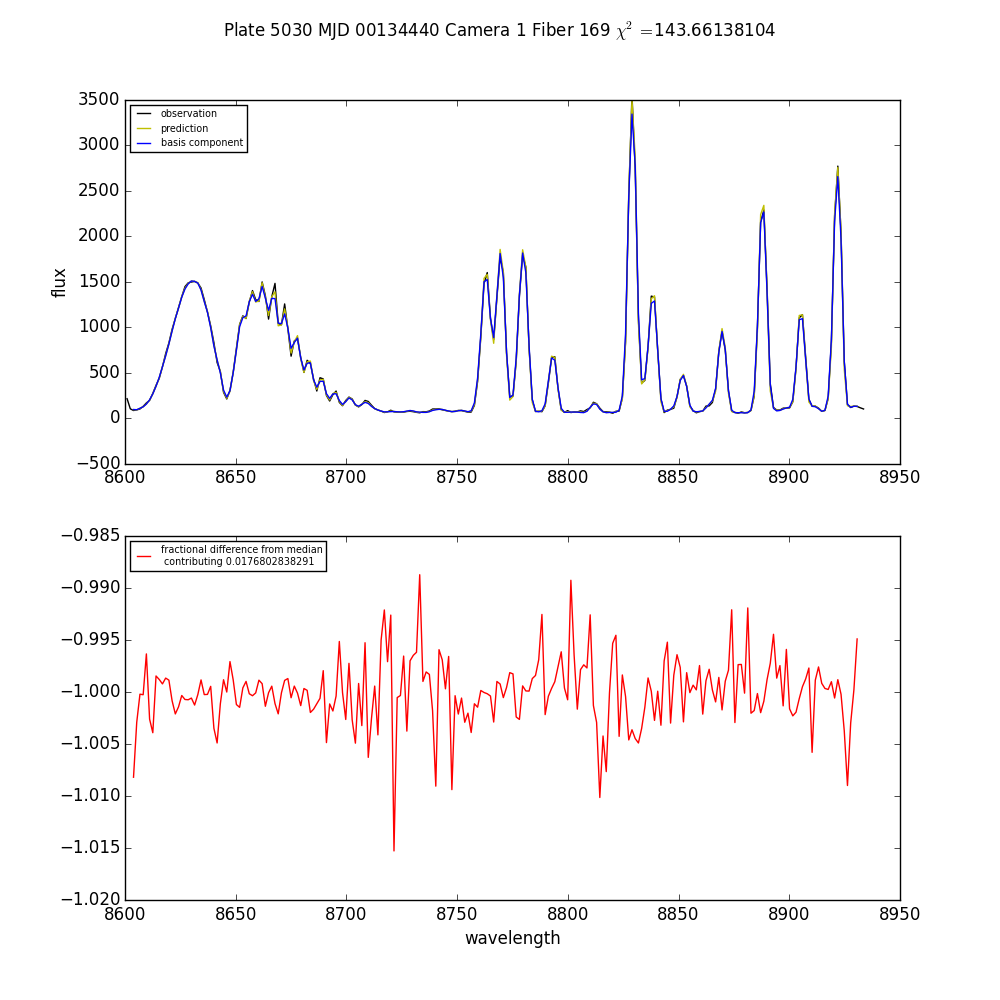 Plate 5030 MJD 00134440 Camera 1 Fiber 169 χ² =143.66138104
3500
3000
2500
2000
1500
1000
500
0
−500
flux
observation
prediction
basis component
8600 8650 8700 8750 8800 8850 8900 8950
−0.985
−0.990
−0.995
−1.000
−1.005
−1.010
−1.015
−1.020
fractional difference from median
contributing 0.0176802838291
8600 8650 8700 8750 8800 8850 8900 8950
wavelength